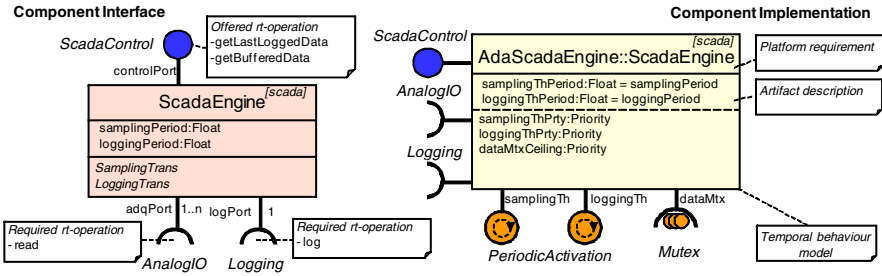 Component Interface
Offered rt-operation
-getLastLoggedData
-getBufferedData
ScadaControl
controlPort
[scada]
ScadaEngine
samplingPeriod:Float
loggingPeriod:Float
SamplingTrans
LoggingTrans
adqPort
1..n
logPort
1
Required rt-operation
- read
AnalogIO
Required rt-operation
- log
Logging
Component Implementation
ScadaControl
[scada]
AdaScadaEngine::ScadaEngine
Platform requirement
AnalogIO
samplingThPeriod:Float = samplingPeriod
loggingThPeriod:Float = loggingPeriod
Artifact description
samplingThPrty:Priority
loggingThPrty:Priority
dataMtxCeiling:Priority
Logging
samplingTh
loggingTh
dataMtx
PeriodicActivation
Mutex
Temporal behaviour
model